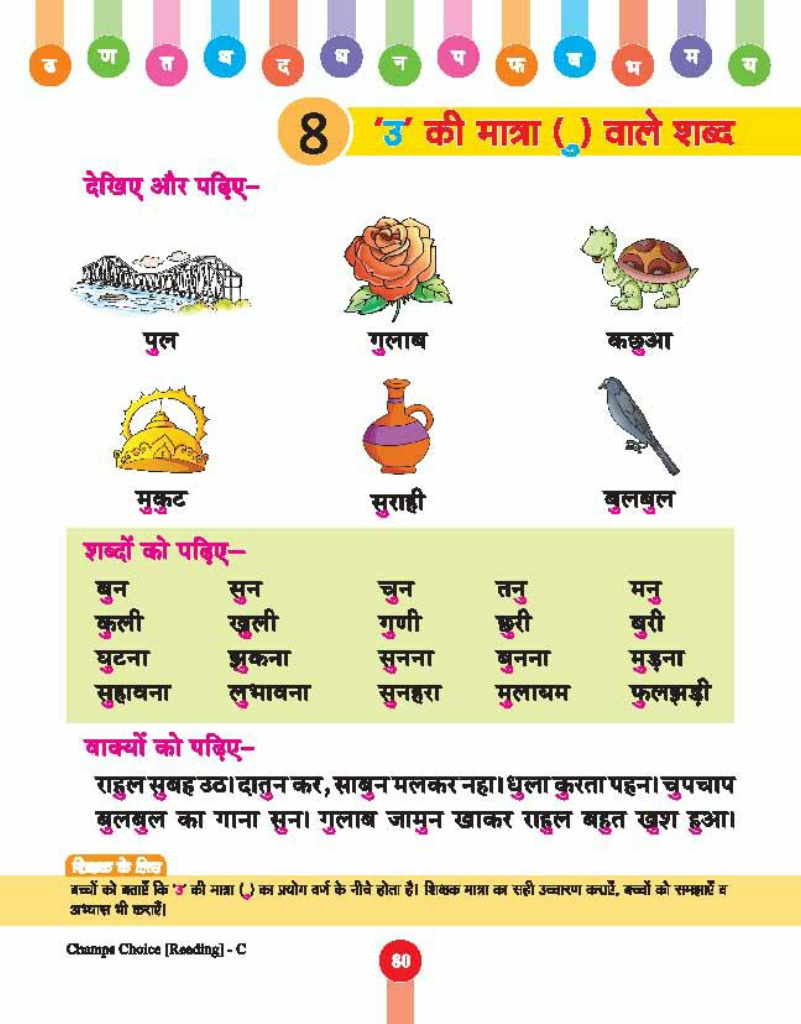 ढ ण त थ द ध न प फ ब भ म य
8 'उ' की मात्रा ( ु ) वाले शब्द
देखिए और पढ़िए–
पुल गुलाब कछुआ
मुकुट सुराही बुलबुल
शब्दों को पढ़िए–
बुन सुन चुन तनु मनु
कुली खुली गुणी छुरी बुरी
घुटना झुकना सुनना बुनना मुड़ना
सुहावना लुभावना सुनहरा मुलाबम फुलझड़ी
वाक्यों को पढ़िए–
राहुल सुबह उठ। दातुन कर, साबुन मलकर नहा। धुला कुरता पहन। चुपचाप
बुलबुल का गाना सुन। गुलाब जामुन खाकर राहुल बहुत खुश हुआ।
शिक्षक के लिए
बच्चों को बताएँ कि 'उ' की मात्रा ( ु ) का प्रयोग वर्ण के नीचे होता है। शिक्षक मात्रा का सही उच्चारण कराएँ, बच्चों को समझाएँ व
अभ्यास भी कराएँ।
Champs Choice [Reading] - C
80